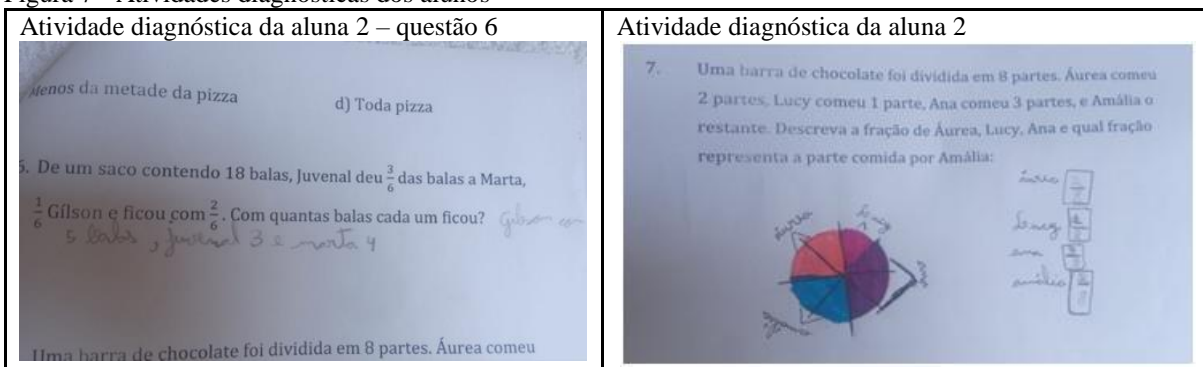 Figura 7 - Atividades diagnósticas dos alunos
Atividade diagnóstica da aluna 2 – questão 6
Menos da metade da pizza
d) Toda pizza
6. De um saco contendo 18 balas, Juvenal deu 3/6 das balas a Marta,
1/6 Gílson e ficou com 2/6. Com quantas balas cada um ficou? Gilson com
5 balas, juvenal 3 e marta 4
Uma barra de chocolate foi dividida em 8 partes. Áurea comeu
Atividade diagnóstica da aluna 2
7. Uma barra de chocolate foi dividida em 8 partes. Áurea comeu
2 partes, Lucy comeu 1 parte, Ana comeu 3 partes, e Amália o
restante. Descreva a fração de Áurea, Lucy, Ana e qual fração
representa a parte comida por Amália:
ana
amália